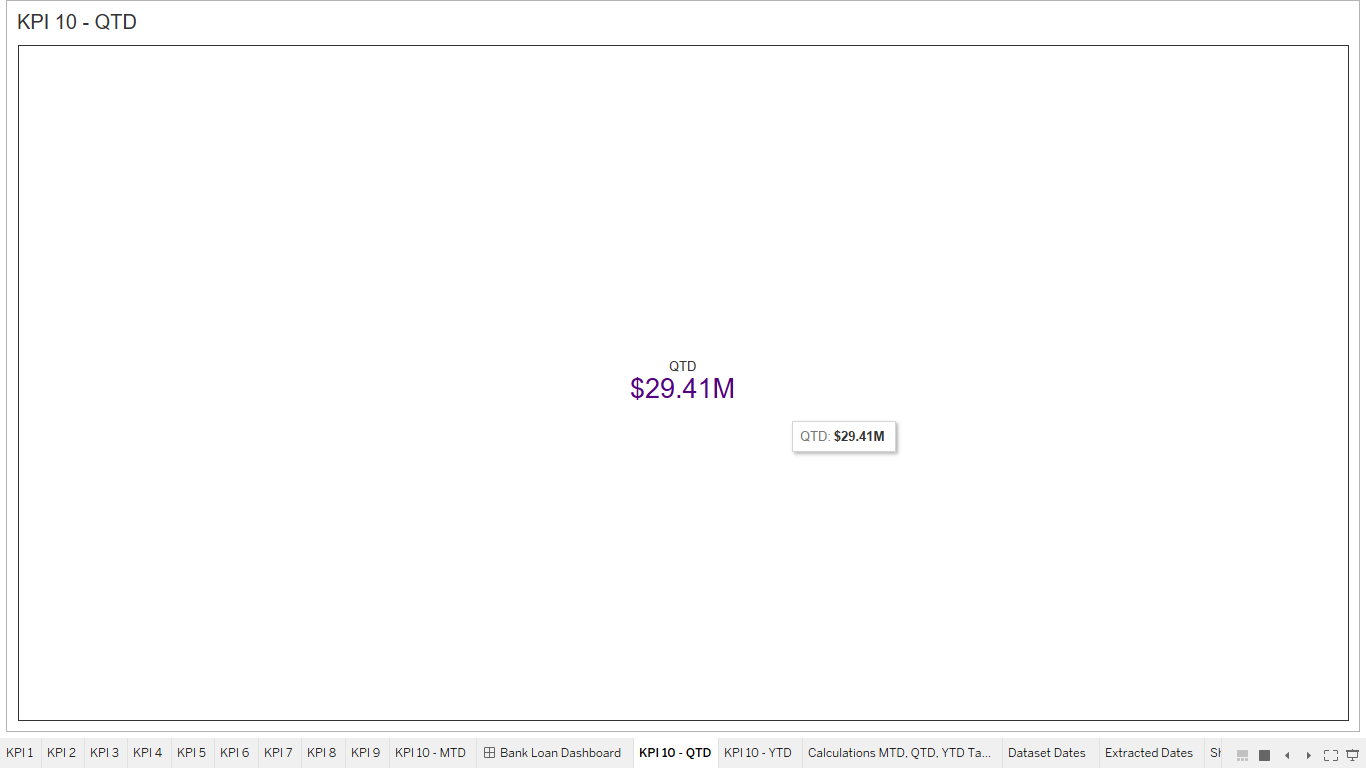 KPI 10 - QTD
QTD
$29.41M
QTD: $29.41M
KPI 1 KPI 2 KPI 3 KPI 4 KPI 5 KPI 6 KPI 7 KPI 8 KPI 9 KPI 10 - MTD Bank Loan Dashboard KPI 10 - QTD KPI 10 - YTD Calculations MTD, QTD, YTD Ta... Dataset Dates Extracted Dates